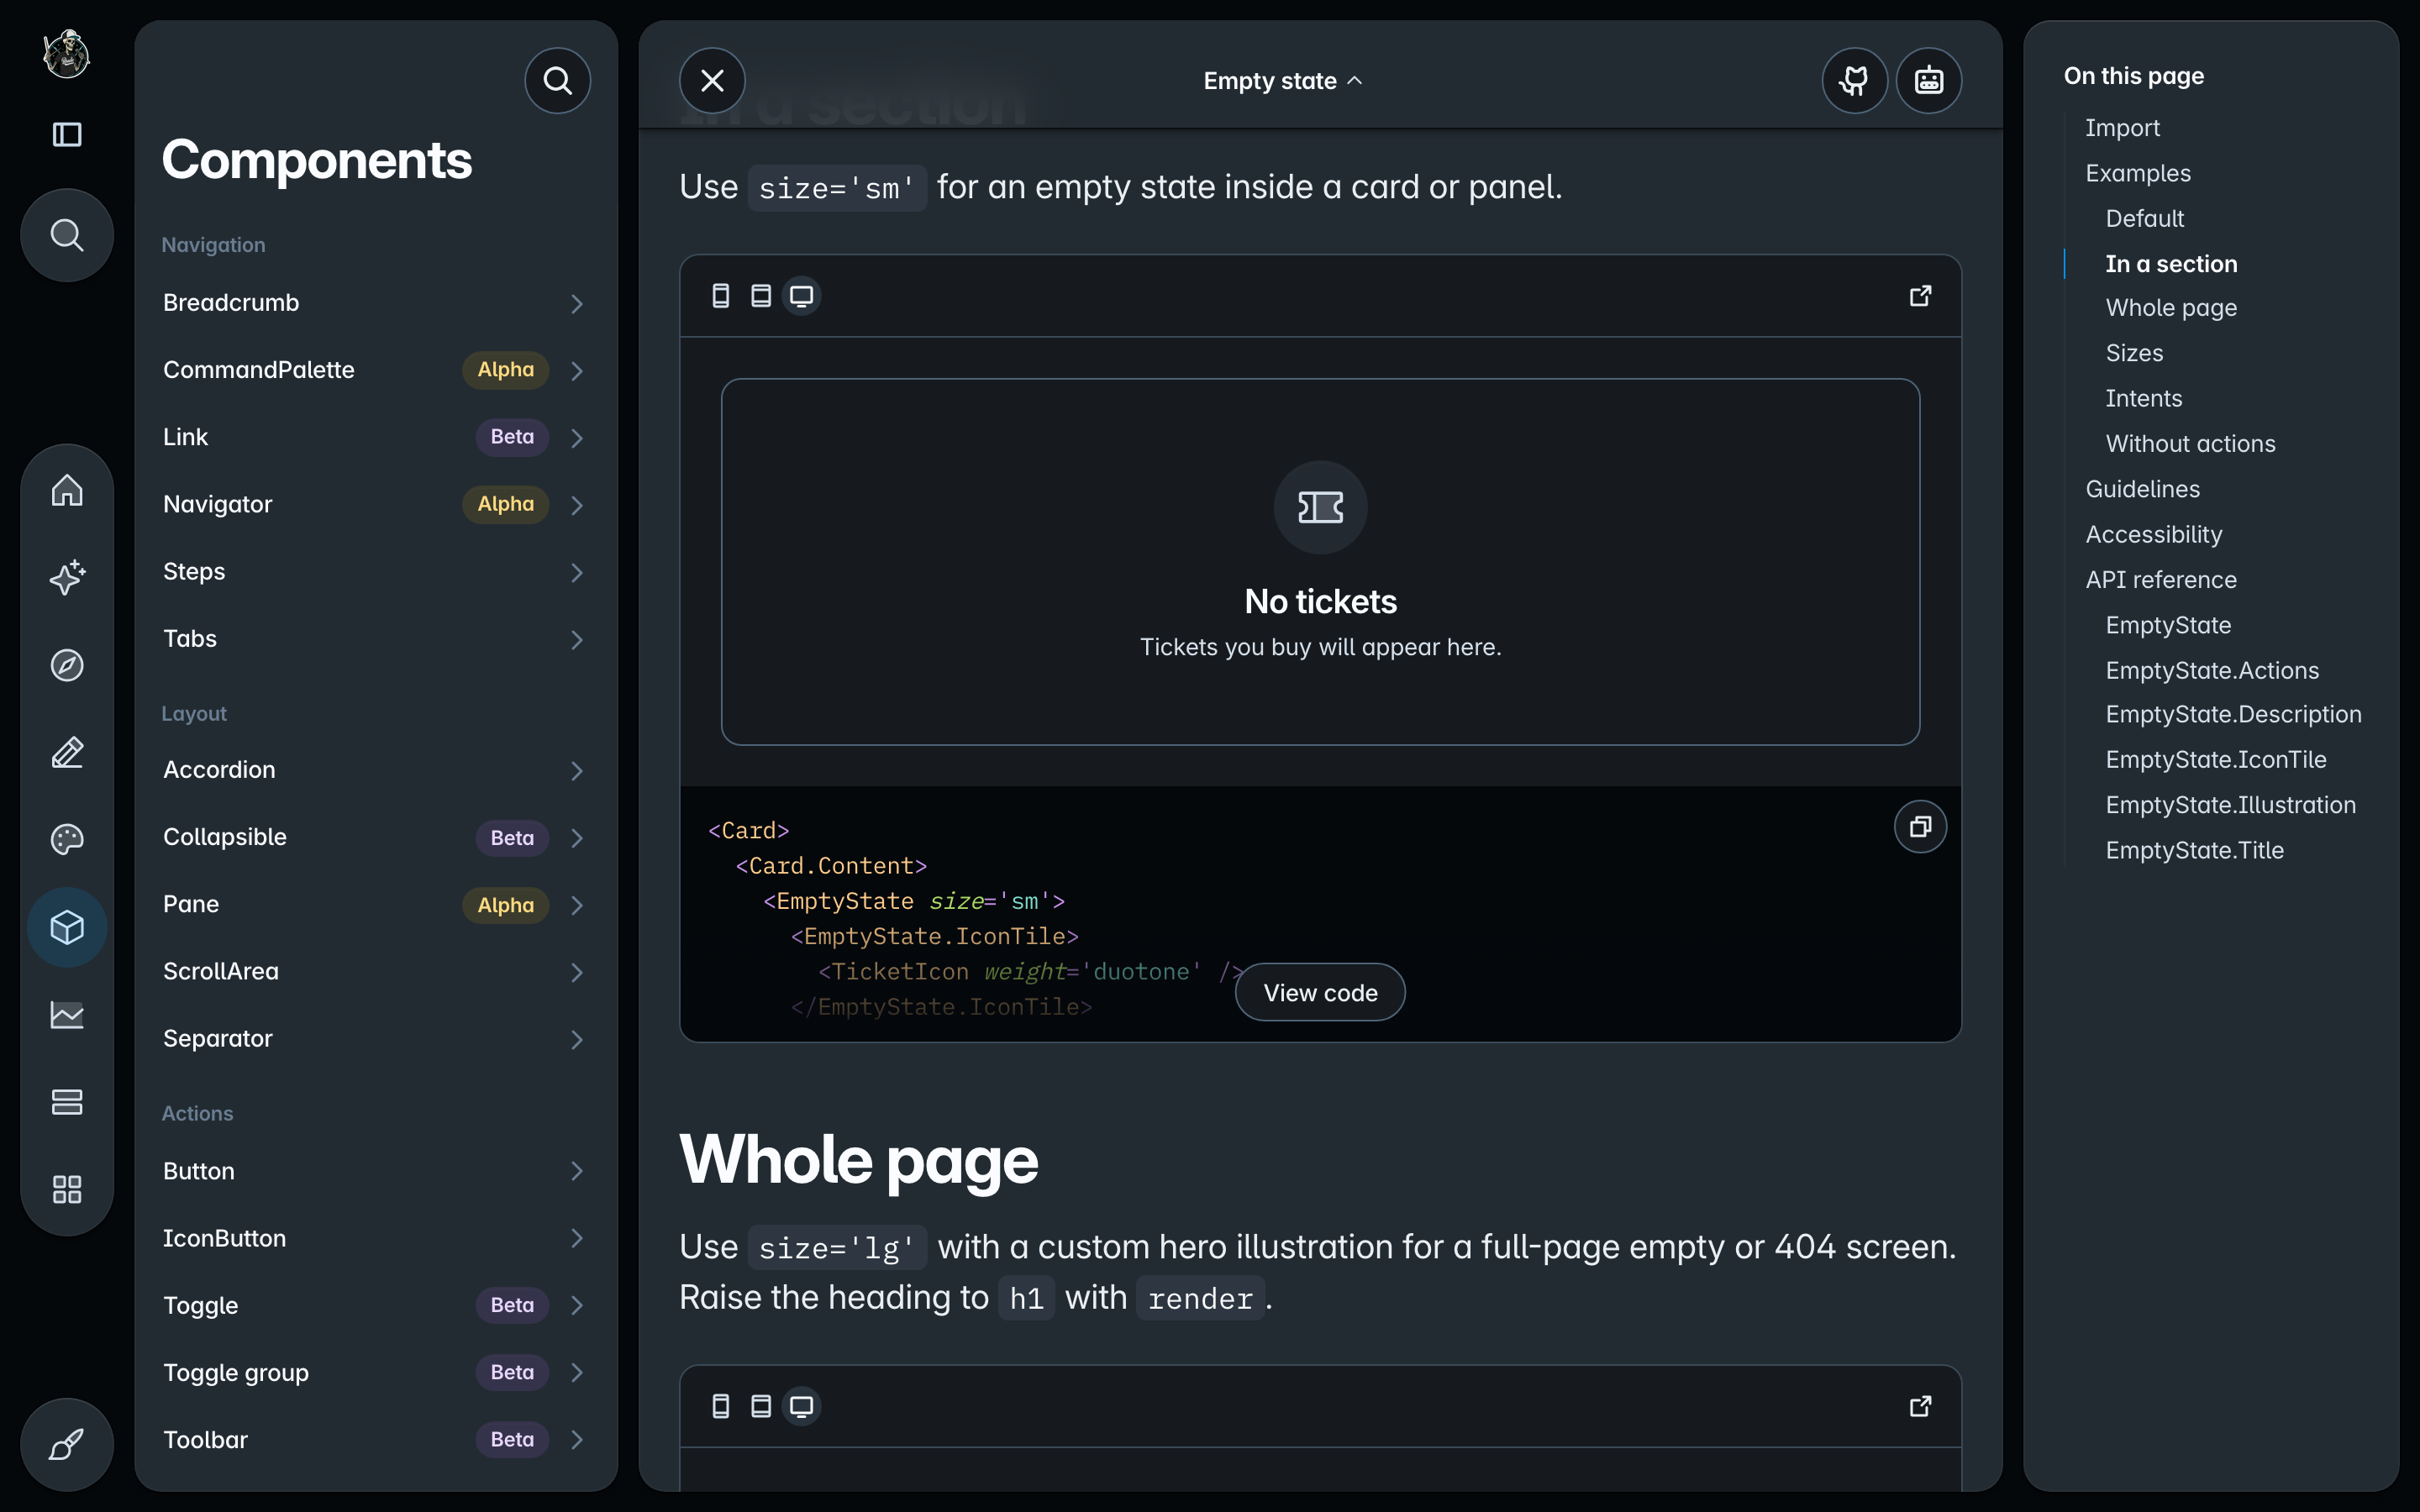 Components
Navigation
Breadcrumb
CommandPalette Alpha
Link Beta
Navigator Alpha
Steps
Tabs
Layout
Accordion
Collapsible Beta
Pane Alpha
ScrollArea
Separator
Actions
Button
IconButton
Toggle Beta
Toggle group Beta
Toolbar Beta
Empty state
In a section
Use size='sm' for an empty state inside a card or panel.
No tickets
Tickets you buy will appear here.
<Card>
<Card.Content>
<EmptyState size='sm'>
<EmptyState.IconTile>
<TicketIcon weight='duotone' />
</EmptyState.IconTile>
View code
Whole page
Use size='lg' with a custom hero illustration for a full-page empty or 404 screen.
Raise the heading to h1 with render.
On this page
Import
Examples
Default
In a section
Whole page
Sizes
Intents
Without actions
Guidelines
Accessibility
API reference
EmptyState
EmptyState.Actions
EmptyState.Description
EmptyState.IconTile
EmptyState.Illustration
EmptyState.Title